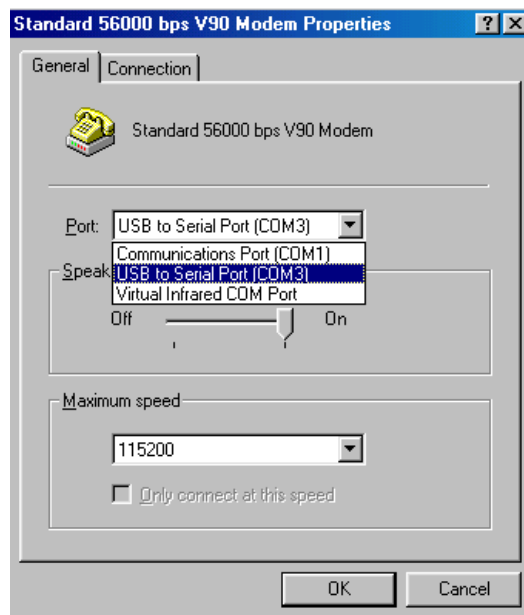 Standard 56000 bps V90 Modem Properties
General
Connection
Standard 56000 bps V90 Modem
Port: USB to Serial Port (COM3)
Communications Port (COM1)
Speak
USB to Serial Port (COM3)
Virtual Infrared COM Port
Off On
Maximum speed
115200
Only connect at this speed
OK Cancel